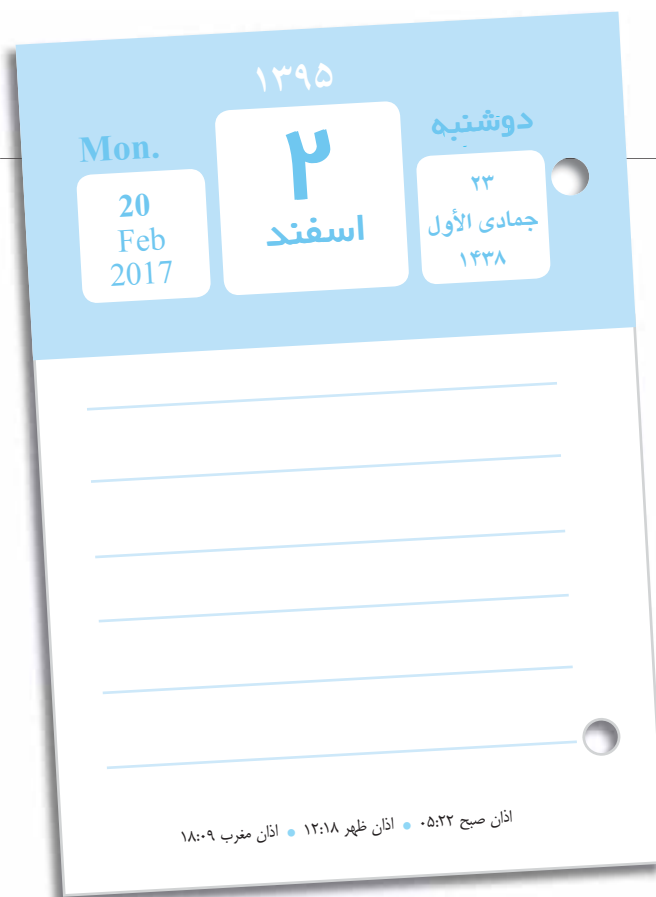 ۱۳۹۵
دوشنبه
۲۳
جمادی الأول
۱۴۳۸
۲
اسفند
Mon.
20
Feb
2017
اذان صبح ۰۵:۲۲ • اذان ظهر ۱۲:۱۸ • اذان مغرب ۱۸:۰۹